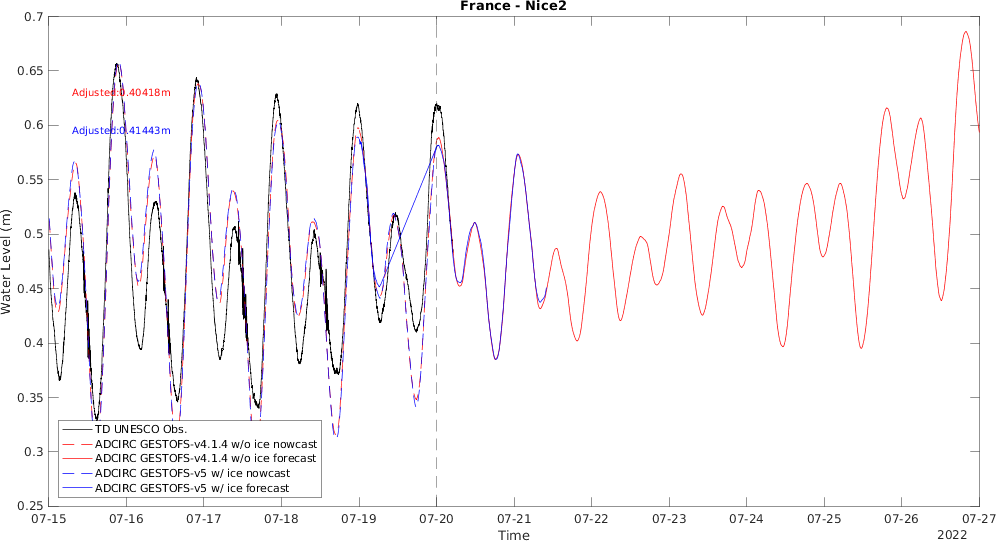 France - Nice2
0.7
0.65
0.6
0.55
0.5
0.45
0.4
0.35
0.3
0.25
Water Level (m)
Adjusted:0.40418m
Adjusted:0.41443m
TD UNESCO Obs.
ADCIRC GESTOFS-v4.1.4 w/o ice nowcast
ADCIRC GESTOFS-v4.1.4 w/o ice forecast
ADCIRC GESTOFS-v5 w/ ice nowcast
ADCIRC GESTOFS-v5 w/ ice forecast
07-15 07-16 07-17 07-18 07-19 07-20 07-21 07-22 07-23 07-24 07-25 07-26 07-27
Time
2022